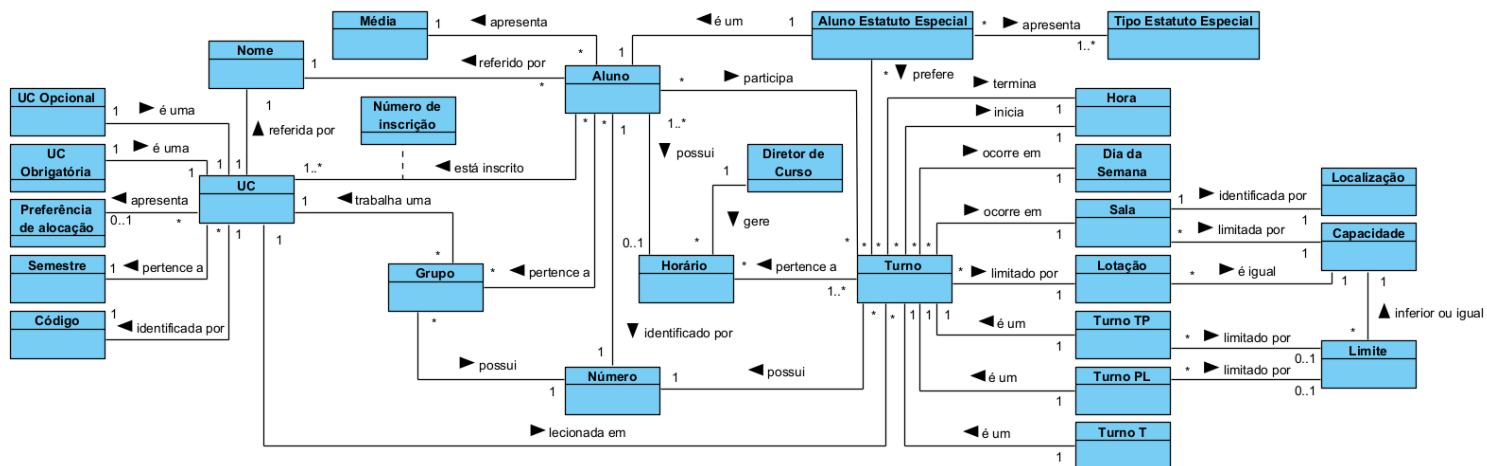 Média
1
apresenta
é um
1
Aluno Estatuto Especial
*
apresenta
1..*
Tipo Estatuto Especial
Nome
1
referido por
*
*
1
Aluno
*
participa
*
prefere
termina
1
Hora
inicia
1
UC Opcional
1
é uma
1
referida por
Número de
inscrição
1..*
possui
Diretor de
Curso
1
ocorre em
1
Dia da
Semana
UC
Obrigatória
1
é uma
1
1
1
UC
1..*
está inscrito
*
*
*
1
Preferência
de alocação
apresenta
0..1
*
1
trabalha uma
gere
ocorre em
1
Sala
1
identificada por
1
Localização
*
limitada por
1
Capacidade
Semestre
1
pertence a
*
1
1
*
Grupo
*
pertence a
0..1
Horário
*
*
pertence a
1..*
*
*
*
*
*
*
Turno
*
limitado por
1
Lotação
*
é igual
1
1
Código
1
identificada por
*
identificado por
*
*
1
1
1
é um
1
Turno TP
*
limitado por
0..1
inferior ou igual
*
Limite
possui
1
1
Número
1
possui
é um
1
Turno PL
*
limitado por
0..1
lecionada em
é um
1
Turno T